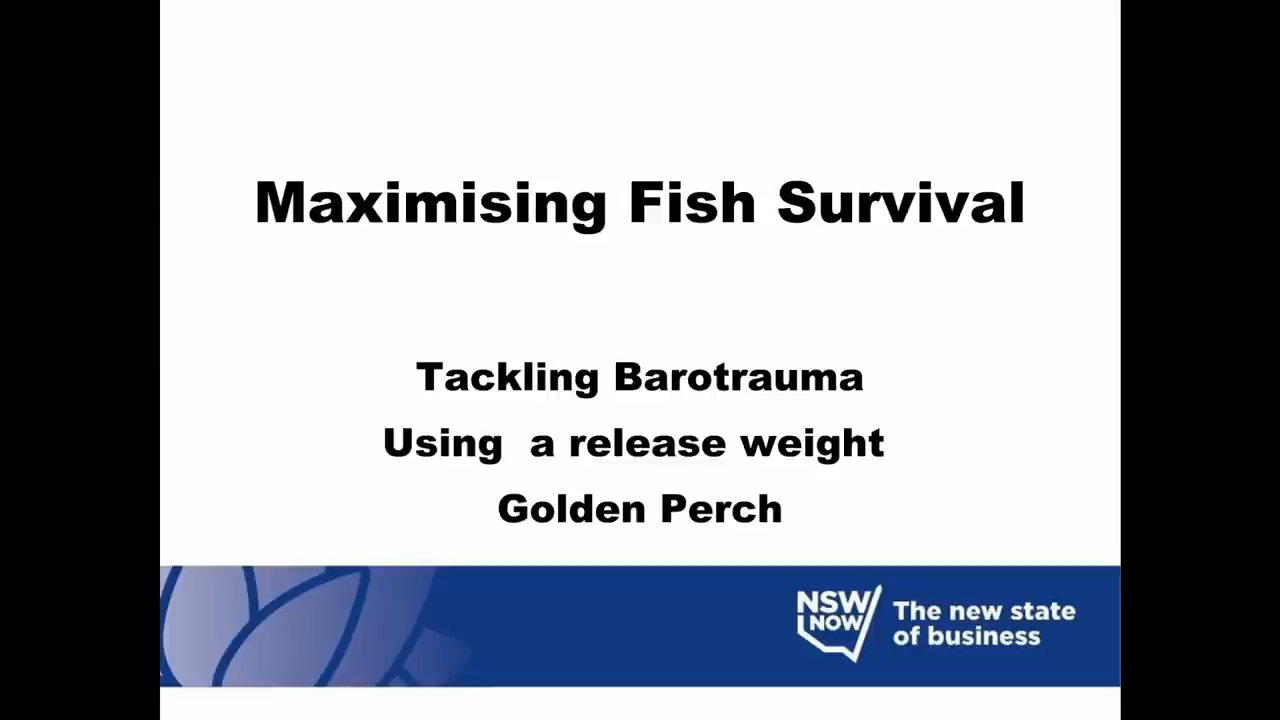 Maximising Fish Survival
Tackling Barotrauma
Using a release weight
Golden Perch
NSW
NOW
The new state
of business